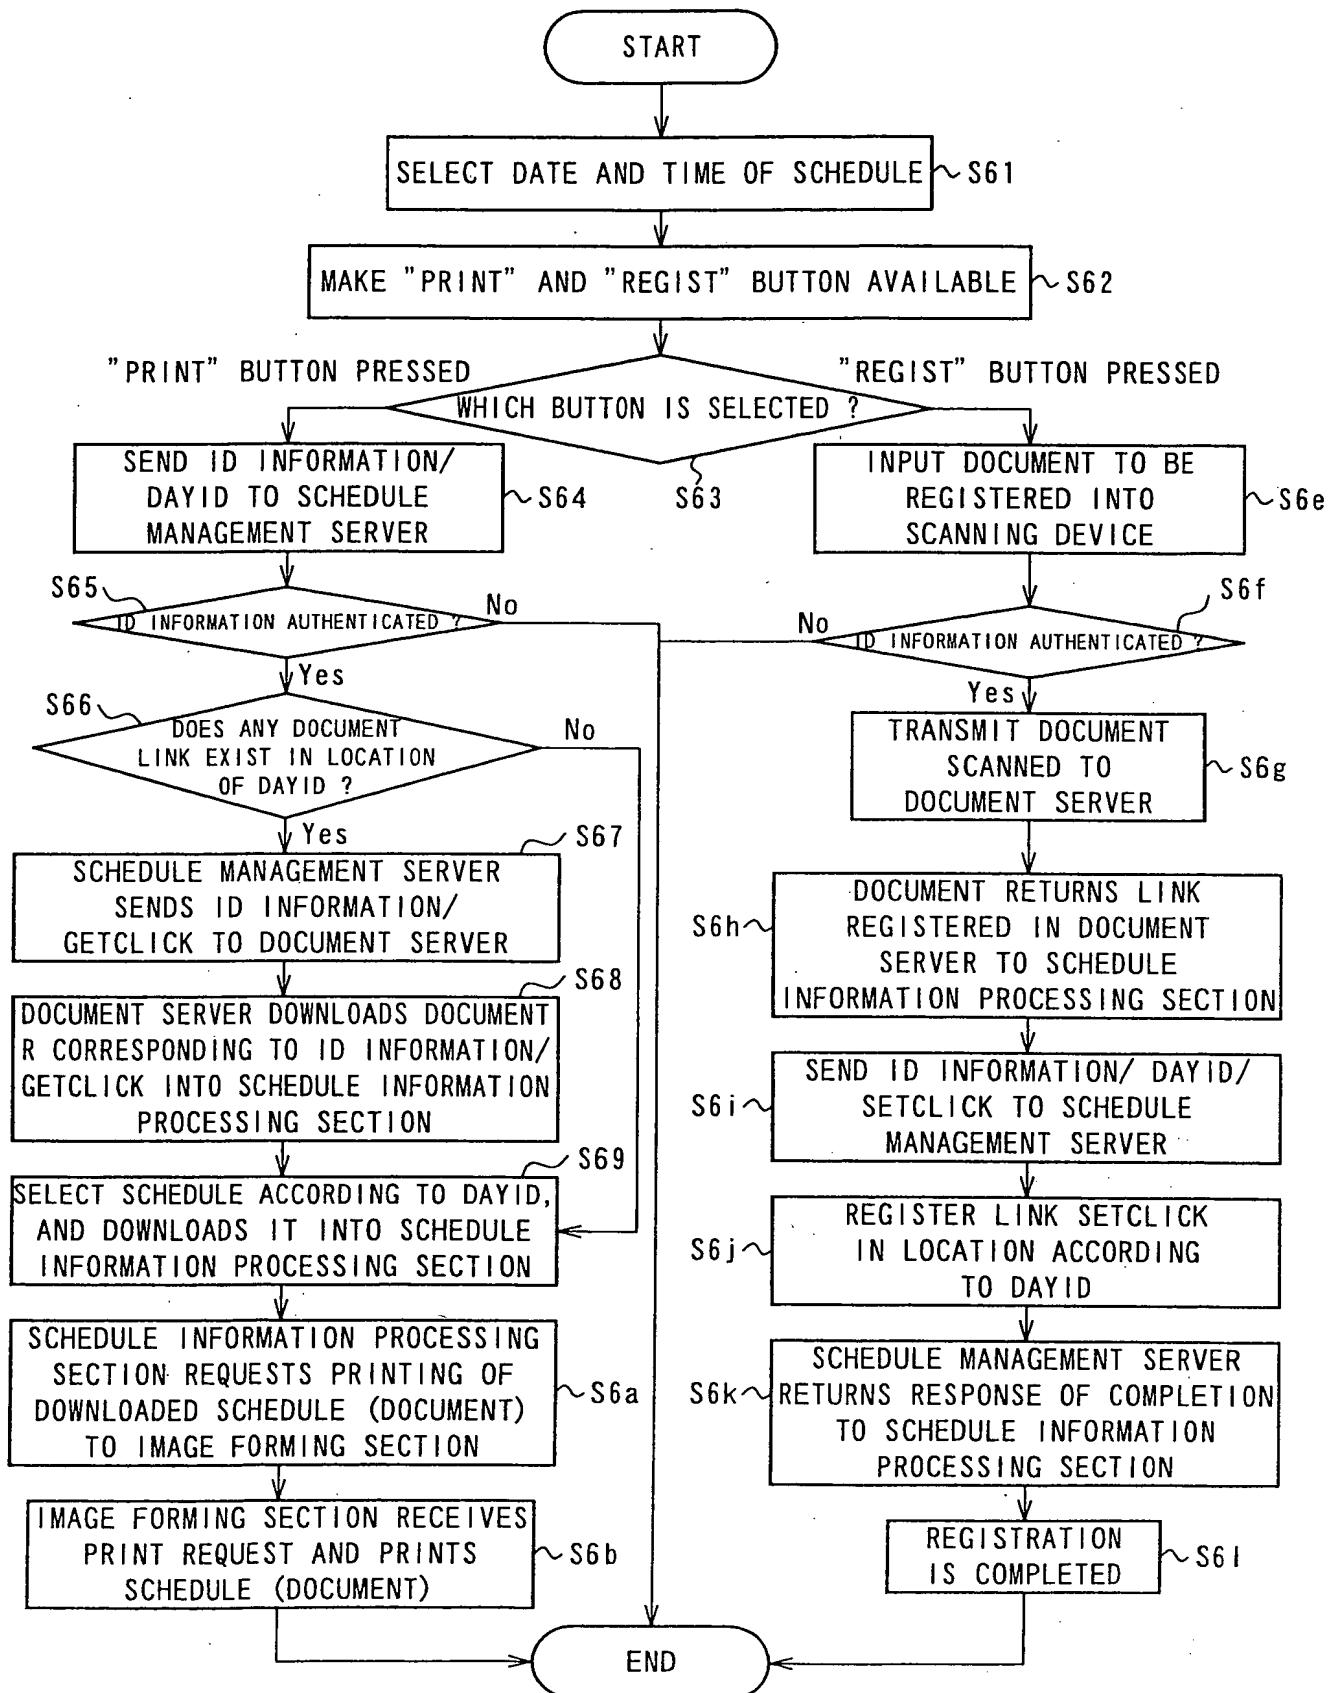 START
SELECT DATE AND TIME OF SCHEDULE
S61
MAKE "PRINT" AND "REGIST" BUTTON AVAILABLE
S62
"PRINT" BUTTON PRESSED
"REGIST" BUTTON PRESSED
WHICH BUTTON IS SELECTED ?
S63
SEND ID INFORMATION/
DAYID TO SCHEDULE
MANAGEMENT SERVER
S64
S65
ID INFORMATION AUTHENTICATED ?
No
Yes
S66
DOES ANY DOCUMENT
LINK EXIST IN LOCATION
OF DAYID ?
No
Yes
S67
SCHEDULE MANAGEMENT SERVER
SENDS ID INFORMATION/
GETCLICK TO DOCUMENT SERVER
S68
DOCUMENT SERVER DOWNLOADS DOCUMENT
R CORRESPONDING TO ID INFORMATION/
GETCLICK INTO SCHEDULE INFORMATION
PROCESSING SECTION
S69
SELECT SCHEDULE ACCORDING TO DAYID,
AND DOWNLOADS IT INTO SCHEDULE
INFORMATION PROCESSING SECTION
SCHEDULE INFORMATION PROCESSING
SECTION REQUESTS PRINTING OF
DOWNLOADED SCHEDULE (DOCUMENT)
TO IMAGE FORMING SECTION
S6a
IMAGE FORMING SECTION RECEIVES
PRINT REQUEST AND PRINTS
SCHEDULE (DOCUMENT)
S6b
INPUT DOCUMENT TO BE
REGISTERED INTO
SCANNING DEVICE
S6e
S6f
No
ID INFORMATION AUTHENTICATED ?
Yes
TRANSMIT DOCUMENT
SCANNED TO
DOCUMENT SERVER
S6g
DOCUMENT RETURNS LINK
REGISTERED IN DOCUMENT
SERVER TO SCHEDULE
INFORMATION PROCESSING SECTION
S6h
SEND ID INFORMATION/ DAYID/
SETCLICK TO SCHEDULE
MANAGEMENT SERVER
S6i
REGISTER LINK SETCLICK
IN LOCATION ACCORDING
TO DAYID
S6j
SCHEDULE MANAGEMENT SERVER
RETURNS RESPONSE OF COMPLETION
TO SCHEDULE INFORMATION
PROCESSING SECTION
S6k
REGISTRATION
IS COMPLETED
S6l
END